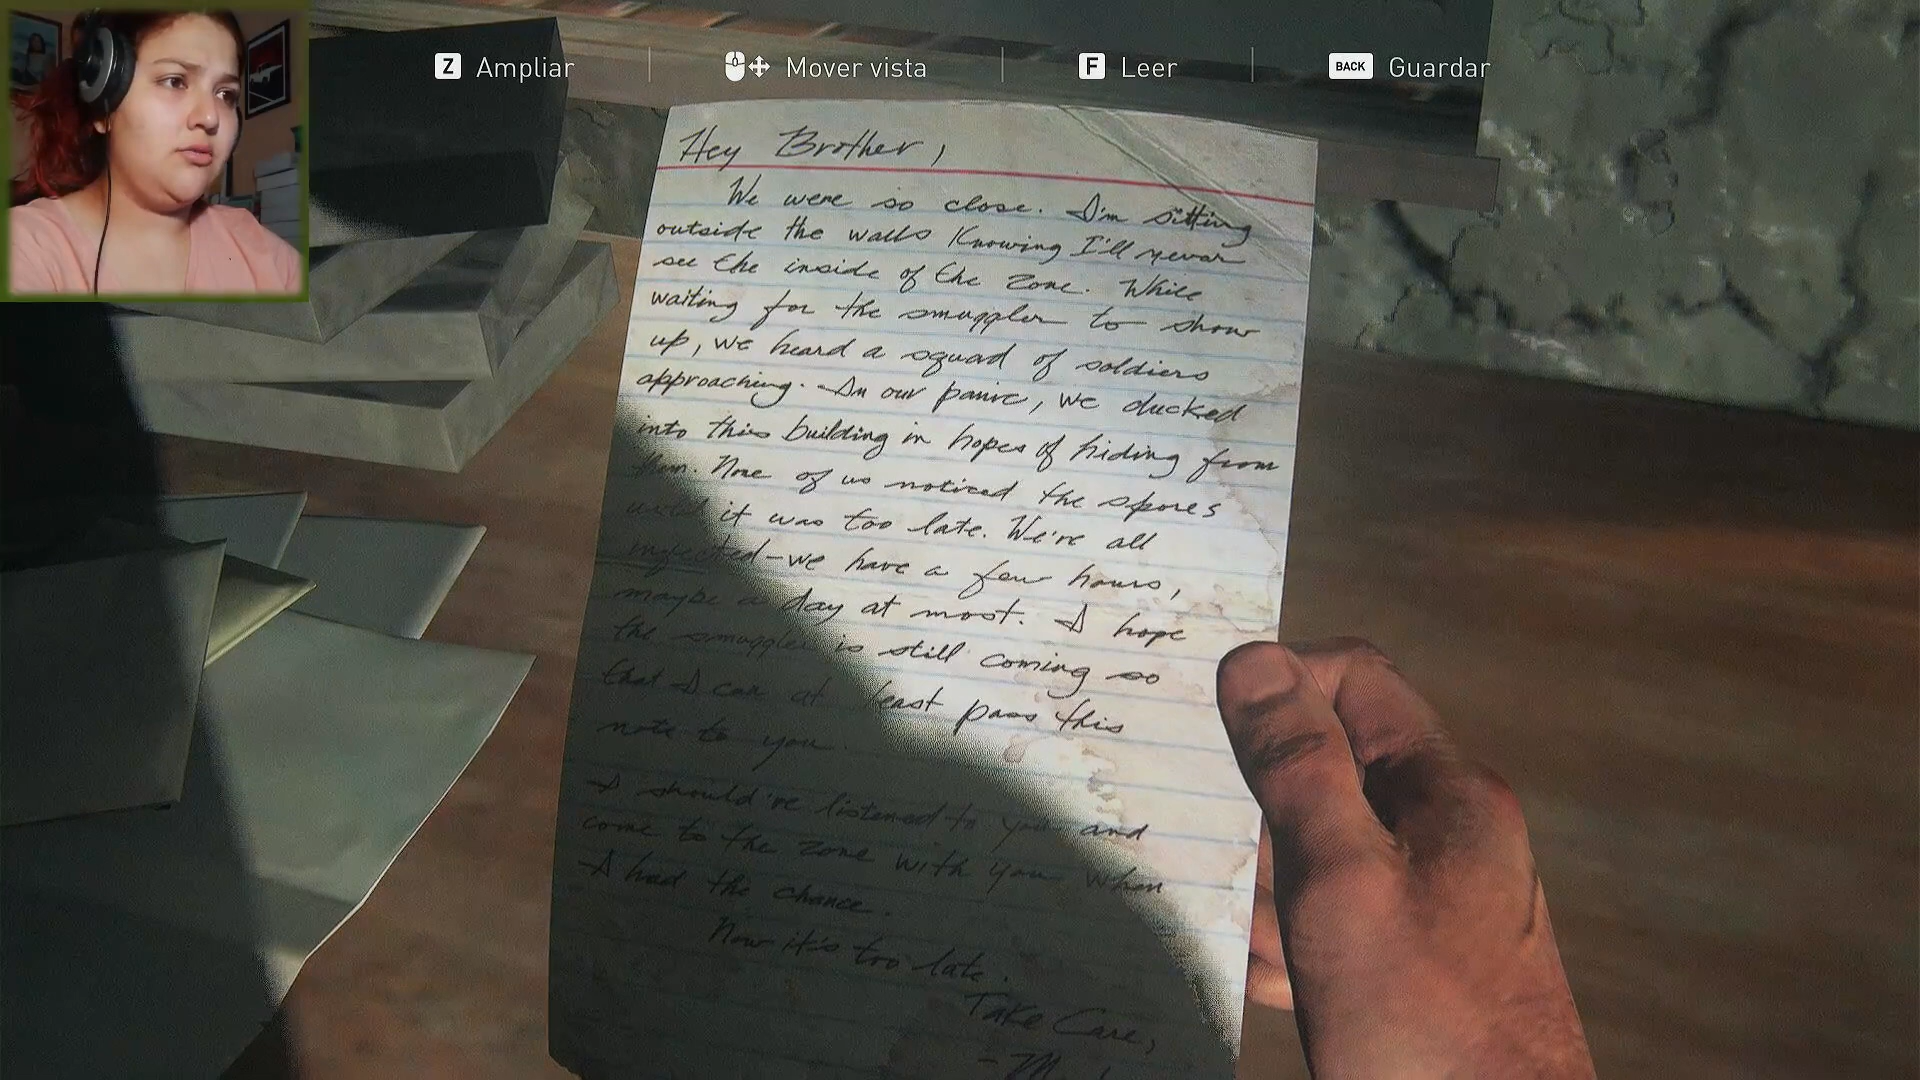 Z Ampliar
Mover vista
F Leer
BACK Guardar
Hey Brother,
We were so close. I'm sitting
outside the walls Knowing I'll never
see the inside of the zone. While
waiting for the smuggler to show
up, we heard a squad of soldiers
approaching. In our panic, we ducked
into this building in hopes of hiding from
them. None of us noticed the spores
until it was too late. We're all
infected-we have a few hours,
maybe a day at most. I hope
the smuggler is still coming so
that I can at least pass this
note to you.
I should've listened to you and
come to the zone with you when
I had the chance.
Now it's too late.
Take Care,